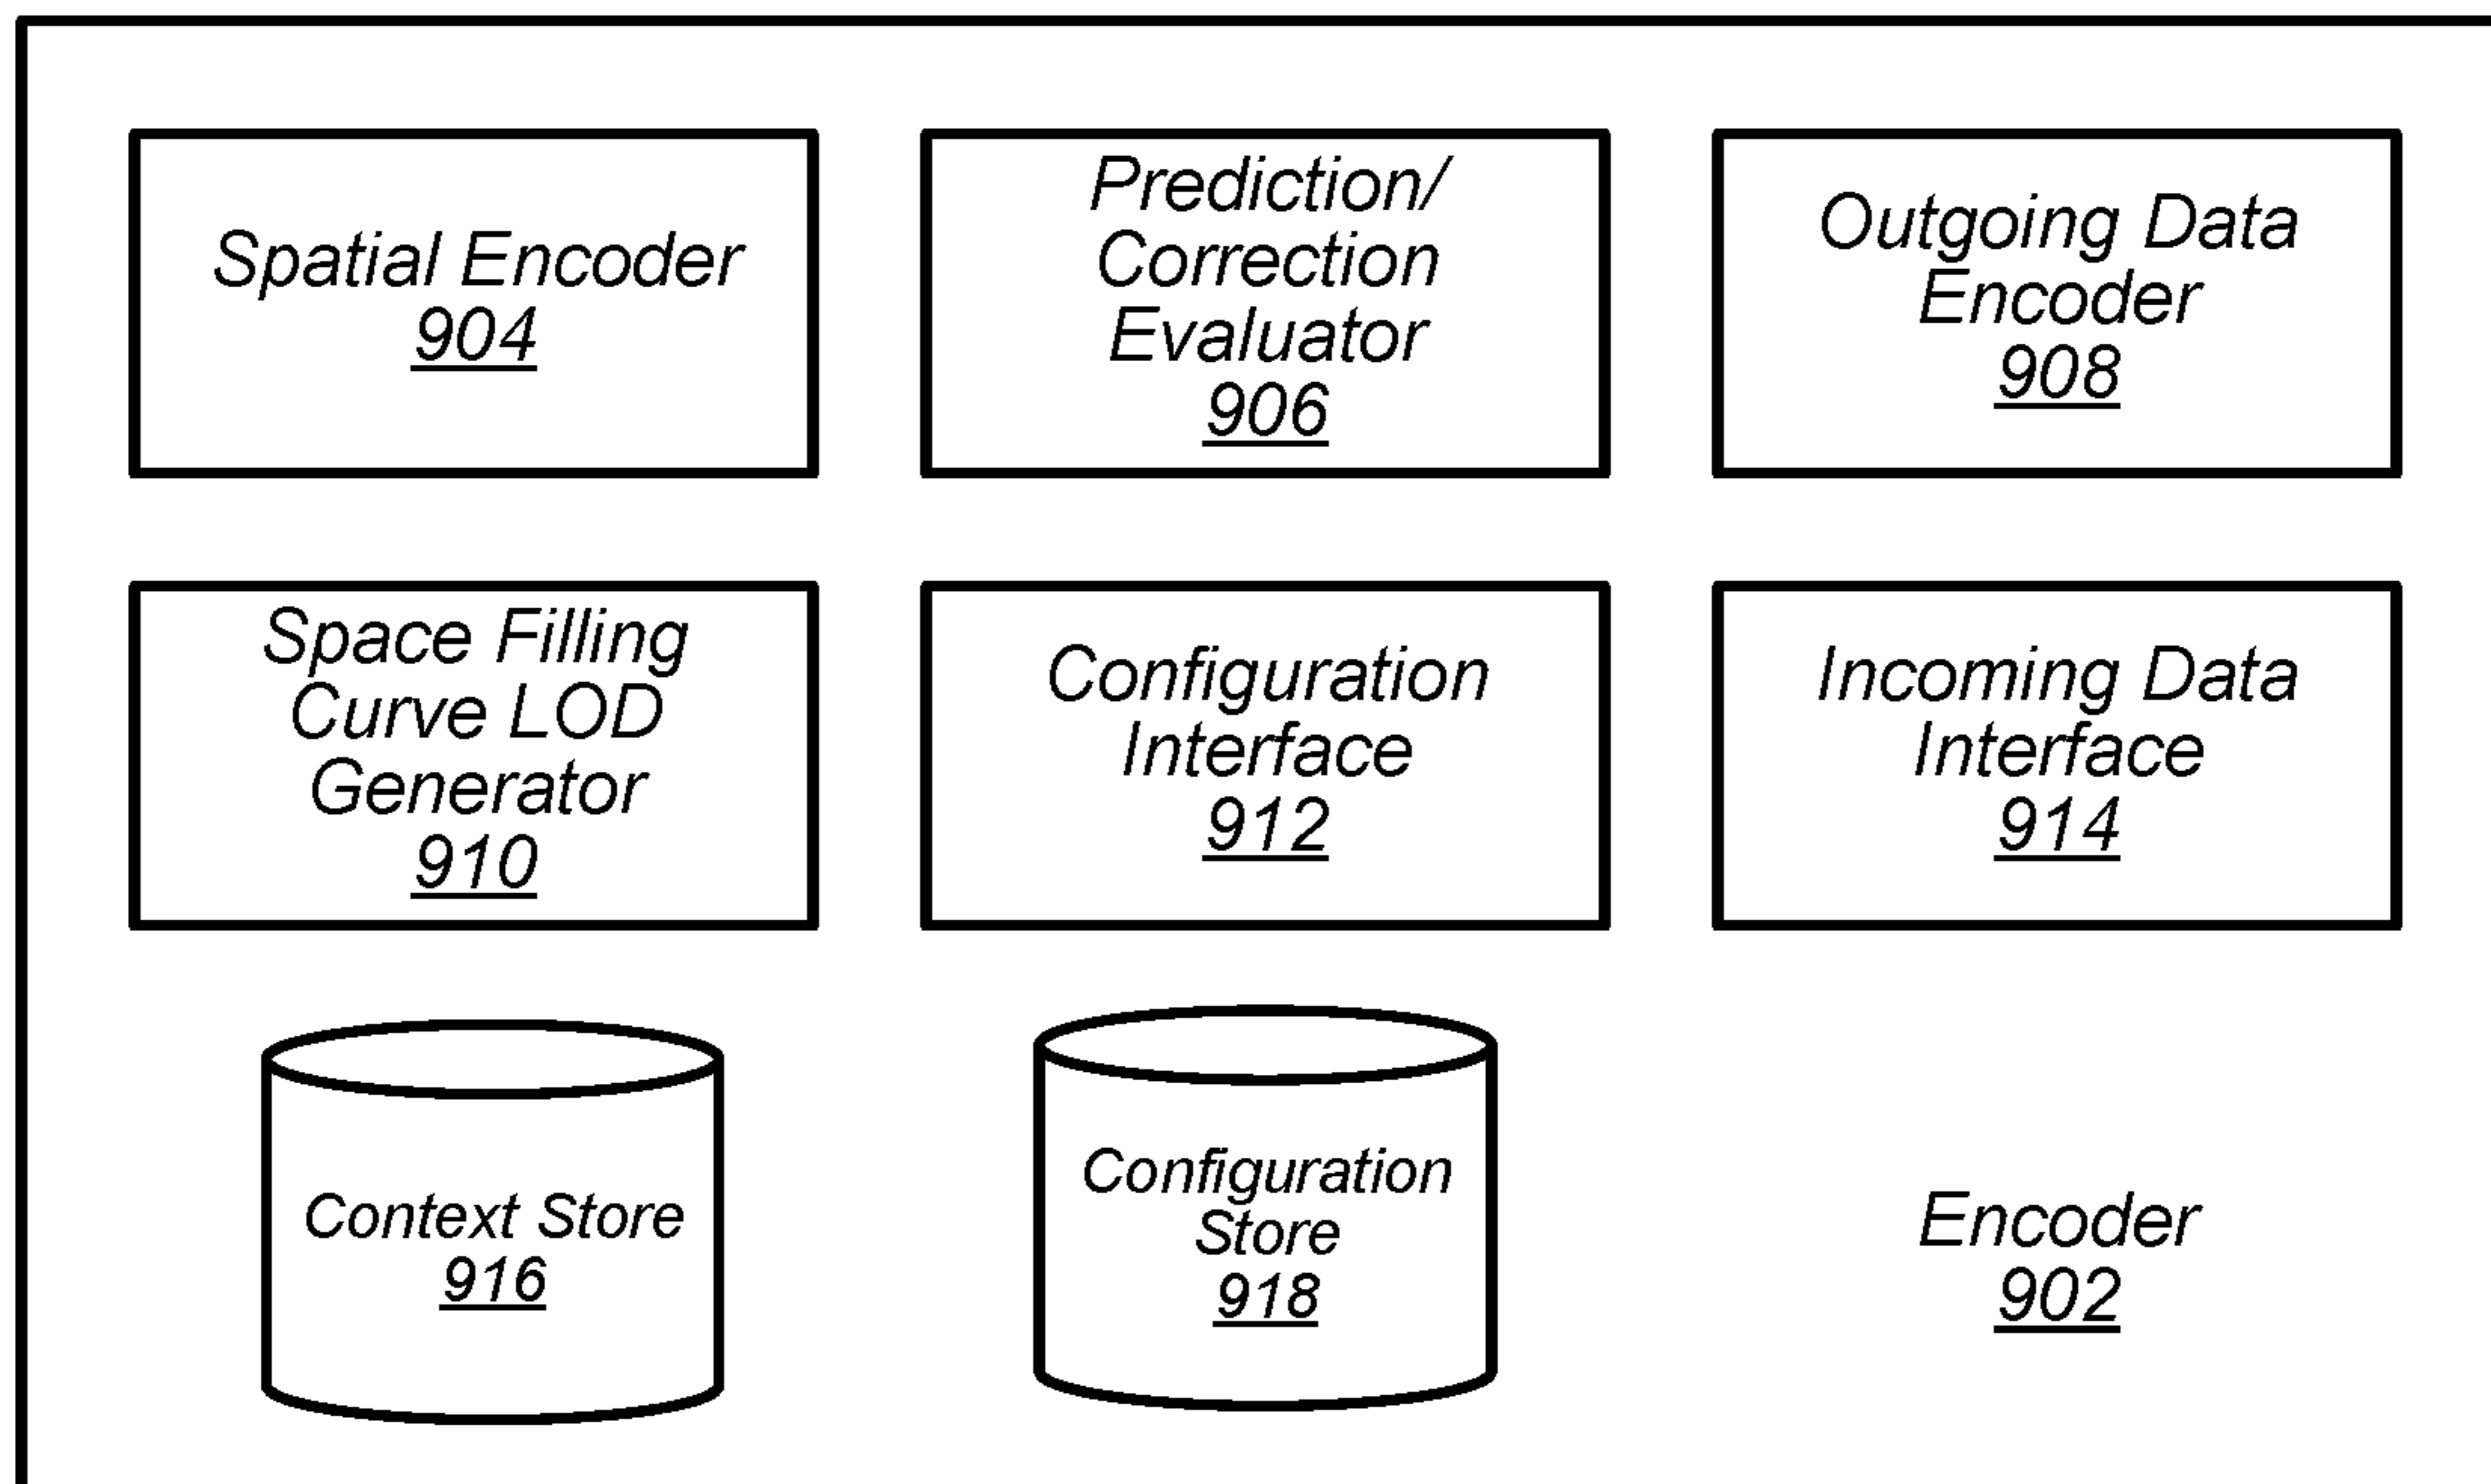 Spatial Encoder
904
Prediction/
Correction
Evaluator
906
Outgoing Data
Encoder
908
Space Filling
Curve LOD
Generator
910
Configuration
Interface
912
Incoming Data
Interface
914
Context Store
916
Configuration
Store
918
Encoder
902